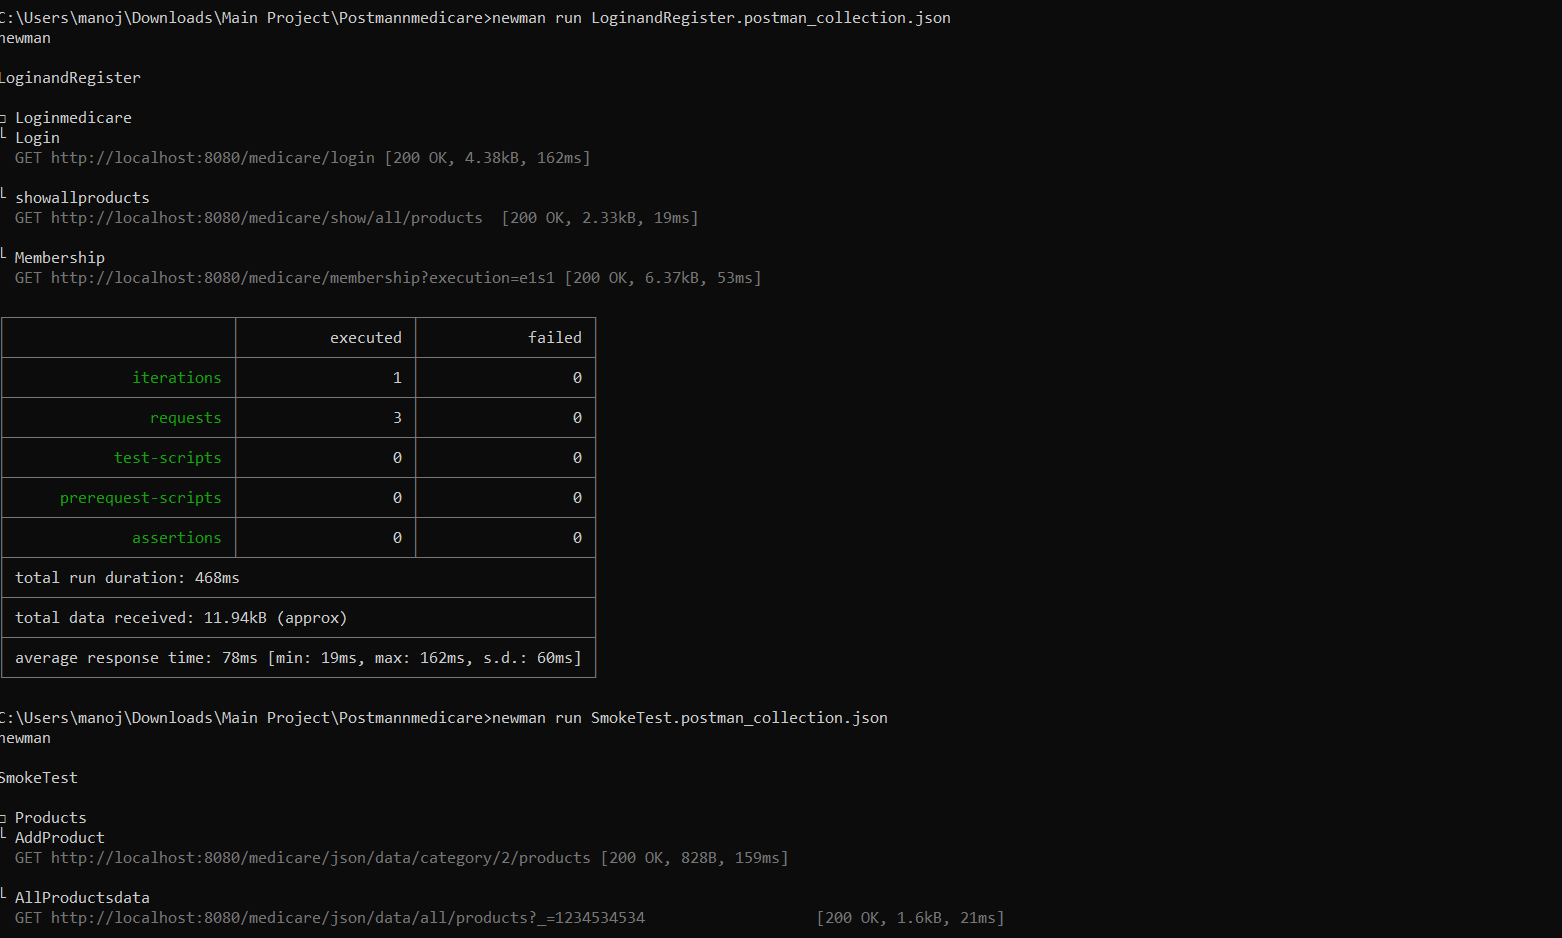 C:\Users\manoj\Downloads\Main Project\Postmannmedicare>newman run LoginandRegister.postman_collection.json
newman
LoginandRegister
□ Loginmedicare
└ Login
GET http://localhost:8080/medicare/login [200 OK, 4.38kB, 162ms]
└ showallproducts
GET http://localhost:8080/medicare/show/all/products [200 OK, 2.33kB, 19ms]
└ Membership
GET http://localhost:8080/medicare/membership?execution=e1s1 [200 OK, 6.37kB, 53ms]
executed failed
iterations 1 0
requests 3 0
test-scripts 0 0
prerequest-scripts 0 0
assertions 0 0
total run duration: 468ms
total data received: 11.94kB (approx)
average response time: 78ms [min: 19ms, max: 162ms, s.d.: 60ms]
C:\Users\manoj\Downloads\Main Project\Postmannmedicare>newman run SmokeTest.postman_collection.json
newman
SmokeTest
□ Products
└ AddProduct
GET http://localhost:8080/medicare/json/data/category/2/products [200 OK, 828B, 159ms]
└ AllProductsdata
GET http://localhost:8080/medicare/json/data/all/products?_=1234534534 [200 OK, 1.6kB, 21ms]